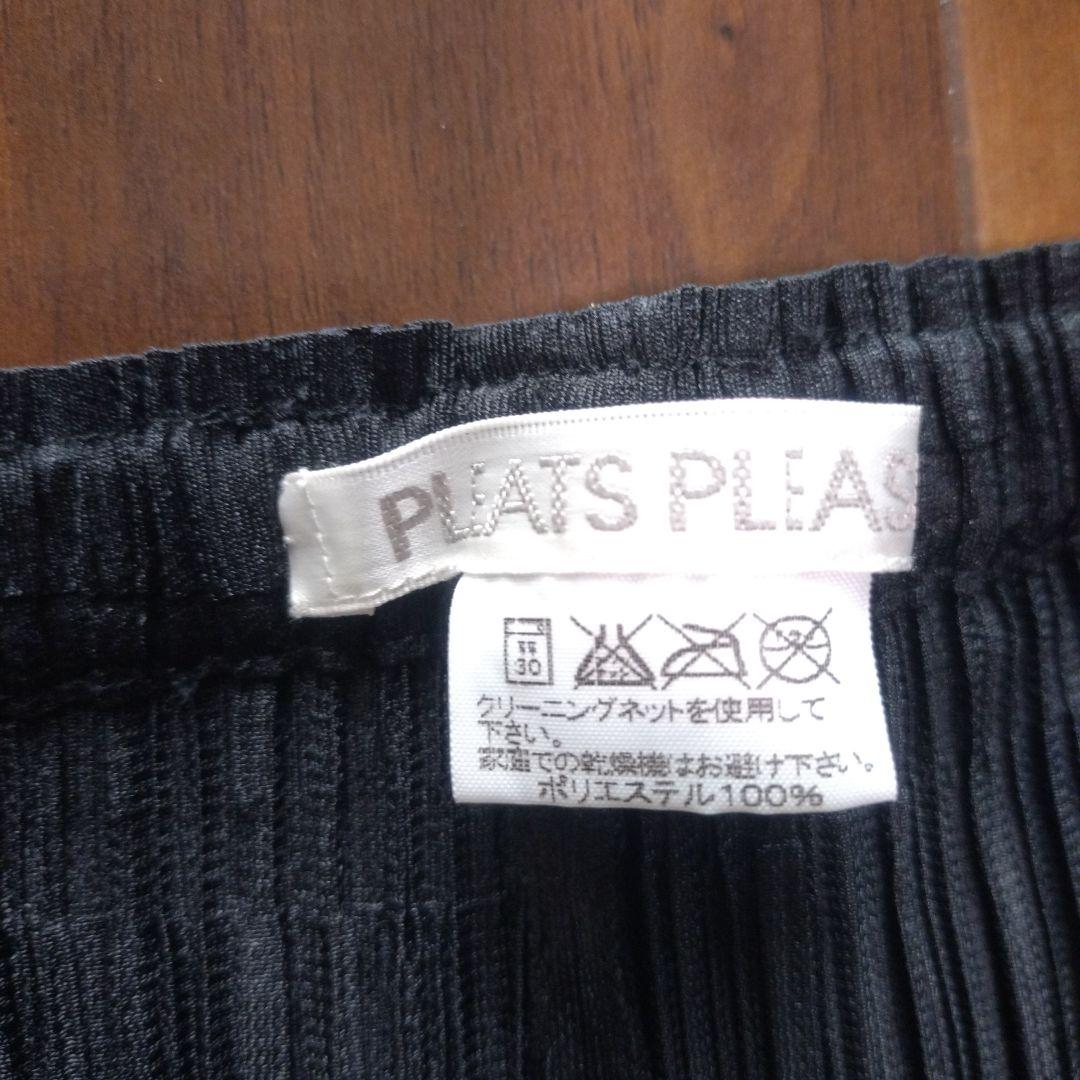 PLEATS PLEAS
弱
30
クリーニングネットを使用して
下さい。
家庭での乾燥機はお避け下さい。
ポリエステル100%